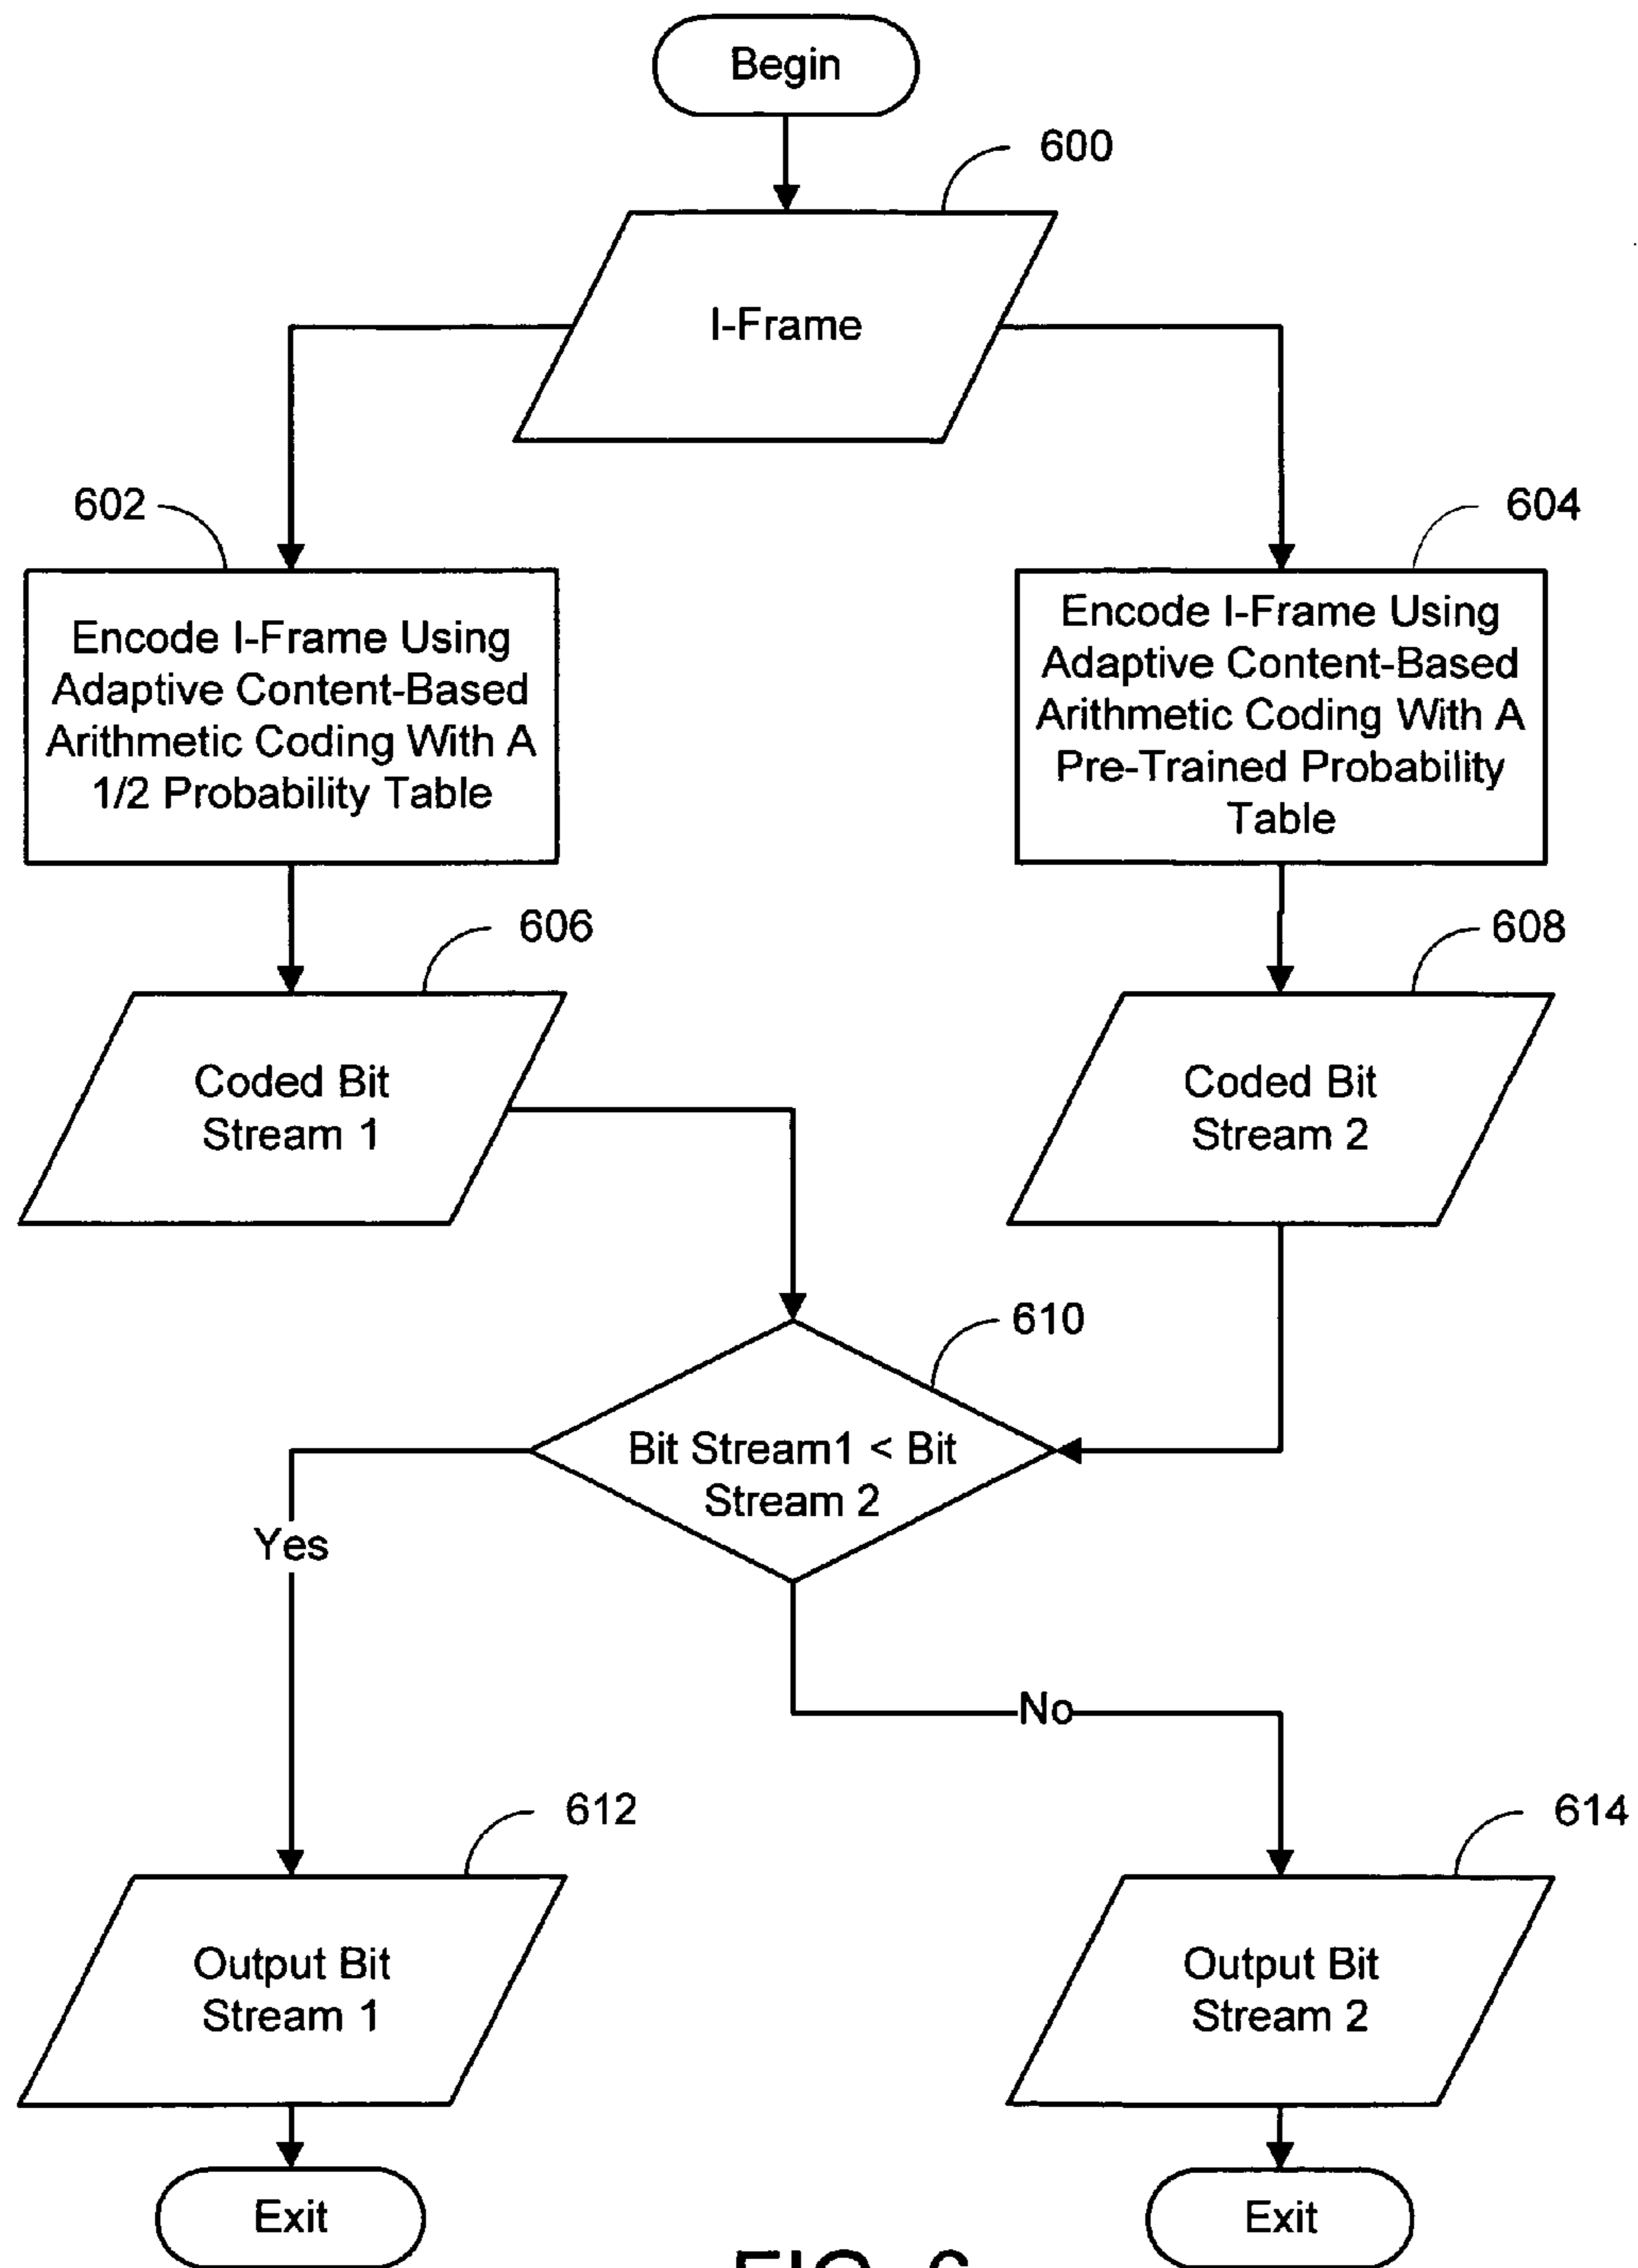 Begin
600
I-Frame
602
604
Encode I-Frame Using
Adaptive Content-Based
Arithmetic Coding With A
1/2 Probability Table
Encode I-Frame Using
Adaptive Content-Based
Arithmetic Coding With A
Pre-Trained Probability
Table
606
608
Coded Bit
Stream 1
Coded Bit
Stream 2
610
Bit Stream1 < Bit
Stream 2
Yes
No
612
614
Output Bit
Stream 1
Output Bit
Stream 2
Exit
Exit